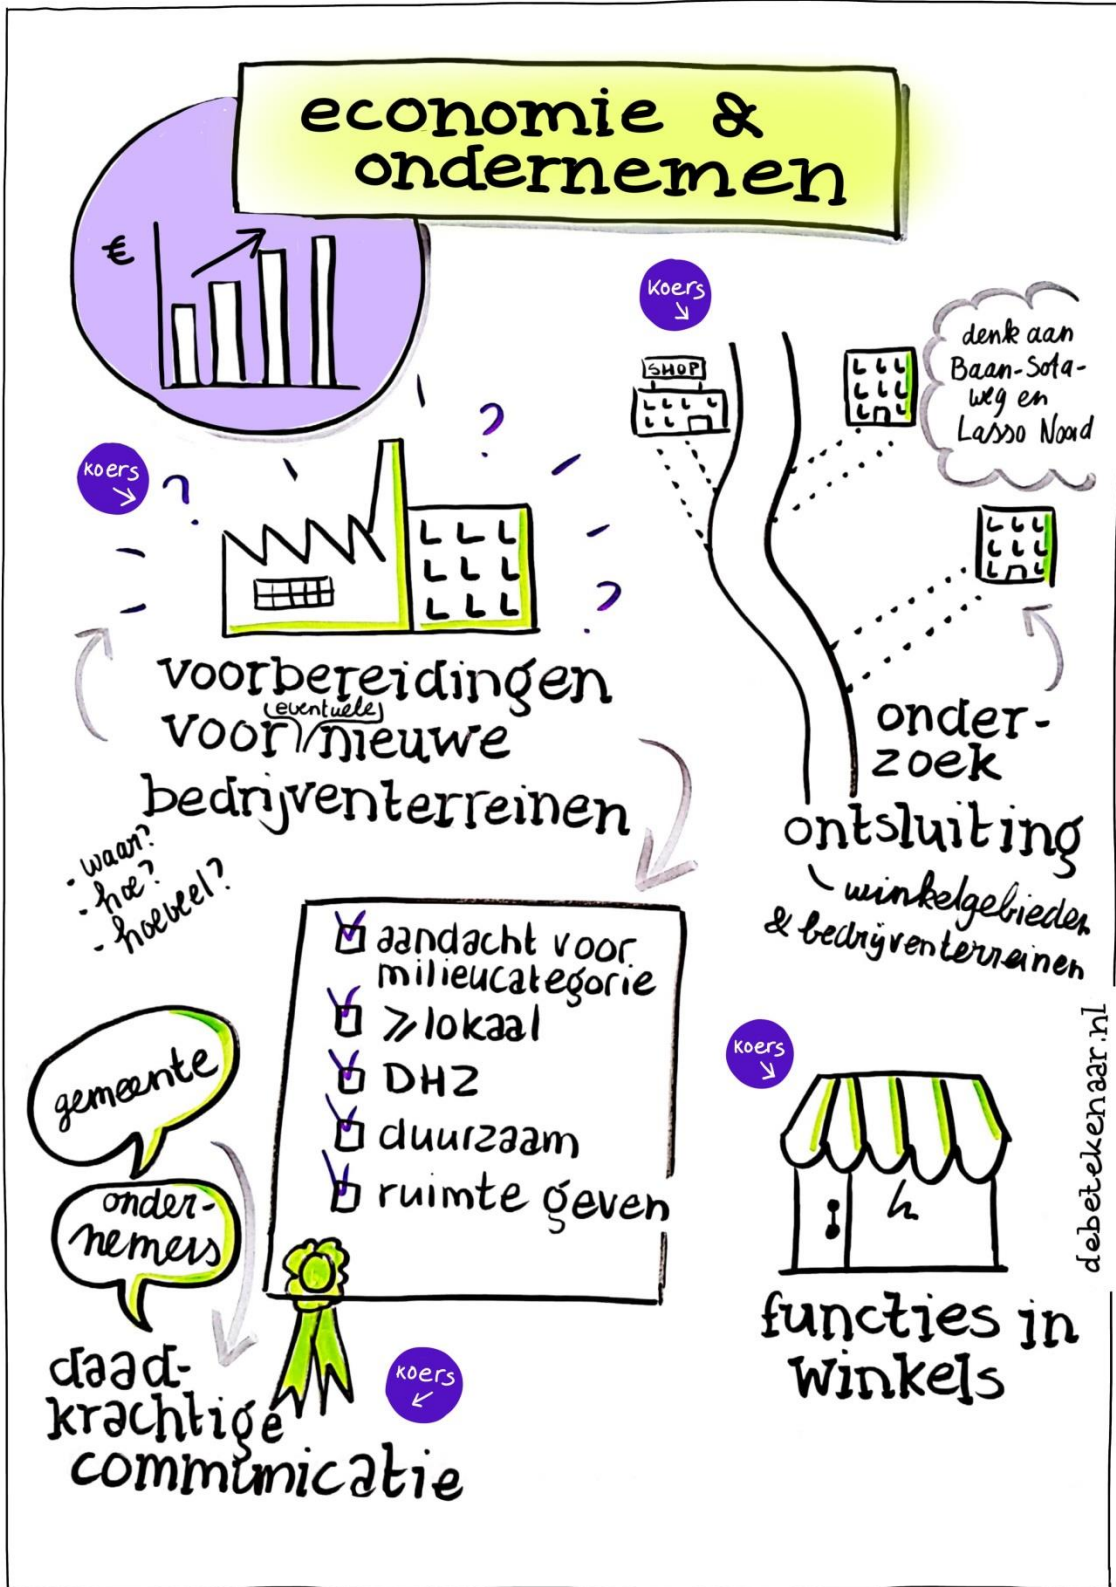 economie &
ondernemen
€
Koers
SHOP
denk aan
Baan-Sota-
weg en
Lasso Noord
Koers
?
?
?
voorbereidingen
voor (eventuele) nieuwe
bedrijventerreinen
- waar?
- hoe?
- hoeveel?
onder-
zoek
ontsluiting
winkelgebieden
& bedrijventerreinen
aandacht voor
milieucategorie
≥ lokaal
DHZ
duurzaam
ruimte geven
gemeente
onder-
nemers
daad-
krachtige
communicatie
Koers
Koers
functies in
winkels
debetekenaar.nl